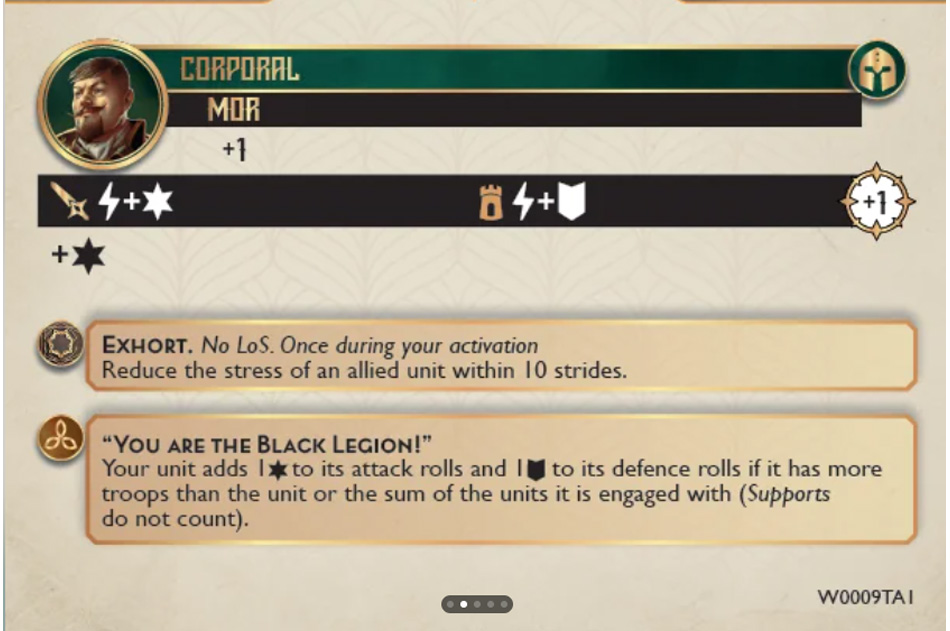 CORPORAL
MOR
+1
+ + +1
+
EXHORT. No LoS. Once during your activation
Reduce the stress of an allied unit within 10 strides.
“YOU ARE THE BLACK LEGION!”
Your unit adds 1 to its attack rolls and 1 to its defence rolls if it has more
troops than the unit or the sum of the units it is engaged with (Supports
do not count).
W0009TA1